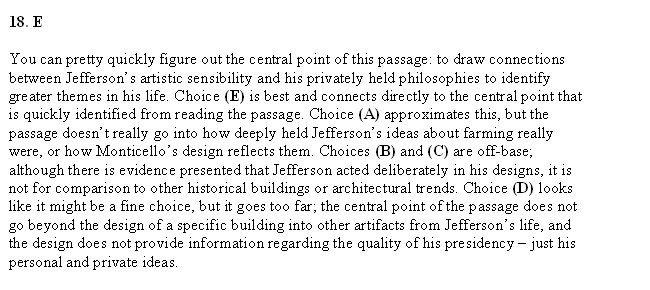 18. E
You can pretty quickly figure out the central point of this passage: to draw connections
between Jefferson's artistic sensibility and his privately held philosophies to identify
greater themes in his life. Choice (E) is best and connects directly to the central point that
is quickly identified from reading the passage. Choice (A) approximates this, but the
passage doesn't really go into how deeply held Jefferson's ideas about farming really
were, or how Monticello's design reflects them. Choices (B) and (C) are off-base;
although there is evidence presented that Jefferson acted deliberately in his designs, it is
not for comparison to other historical buildings or architectural trends. Choice (D) looks
like it might be a fine choice, but it goes too far; the central point of the passage does not
go beyond the design of a specific building into other artifacts from Jefferson's life, and
the design does not provide information regarding the quality of his presidency – just his
personal and private ideas.